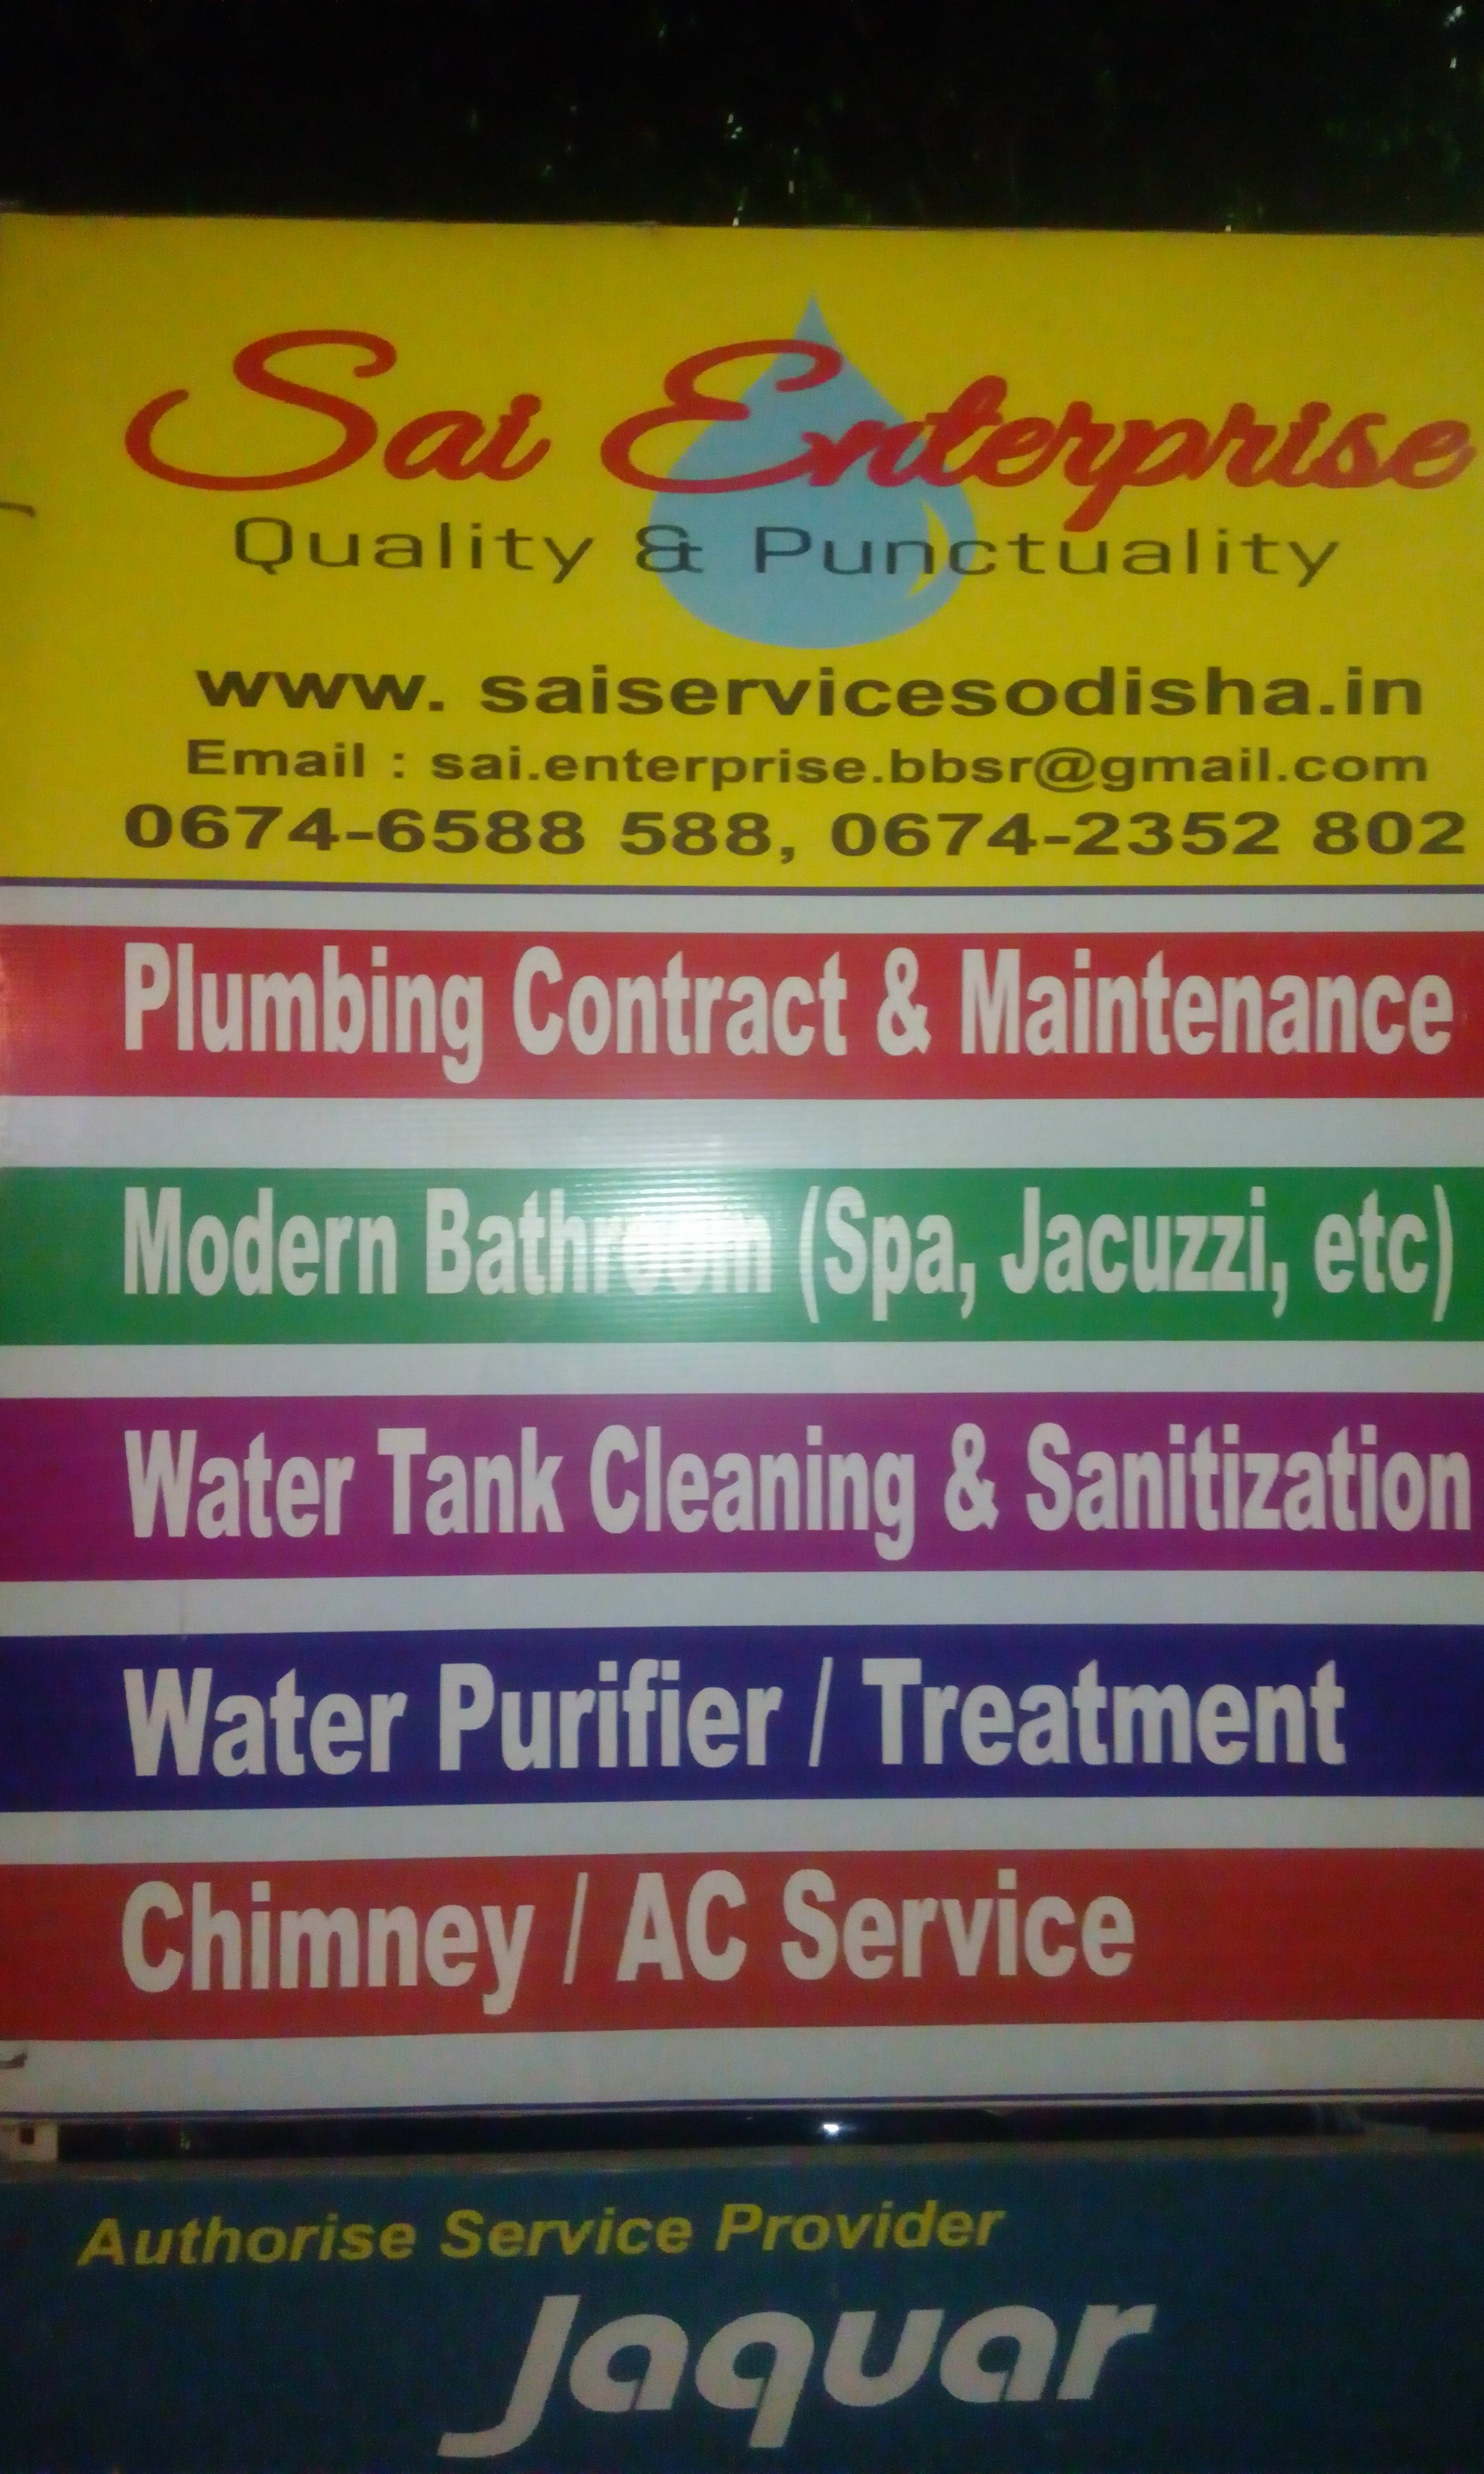 Sai Enterprise
Quality & Punctuality
www. saiservicesodisha.in
Email : sai.enterprise.bbsr@gmail.com
0674-6588 588, 0674-2352 802
Plumbing Contract & Maintenance
Modern Bathroom (Spa, Jacuzzi, etc)
Water Tank Cleaning & Sanitization
Water Purifier / Treatment
Chimney / AC Service
Authorise Service Provider
Jaquar